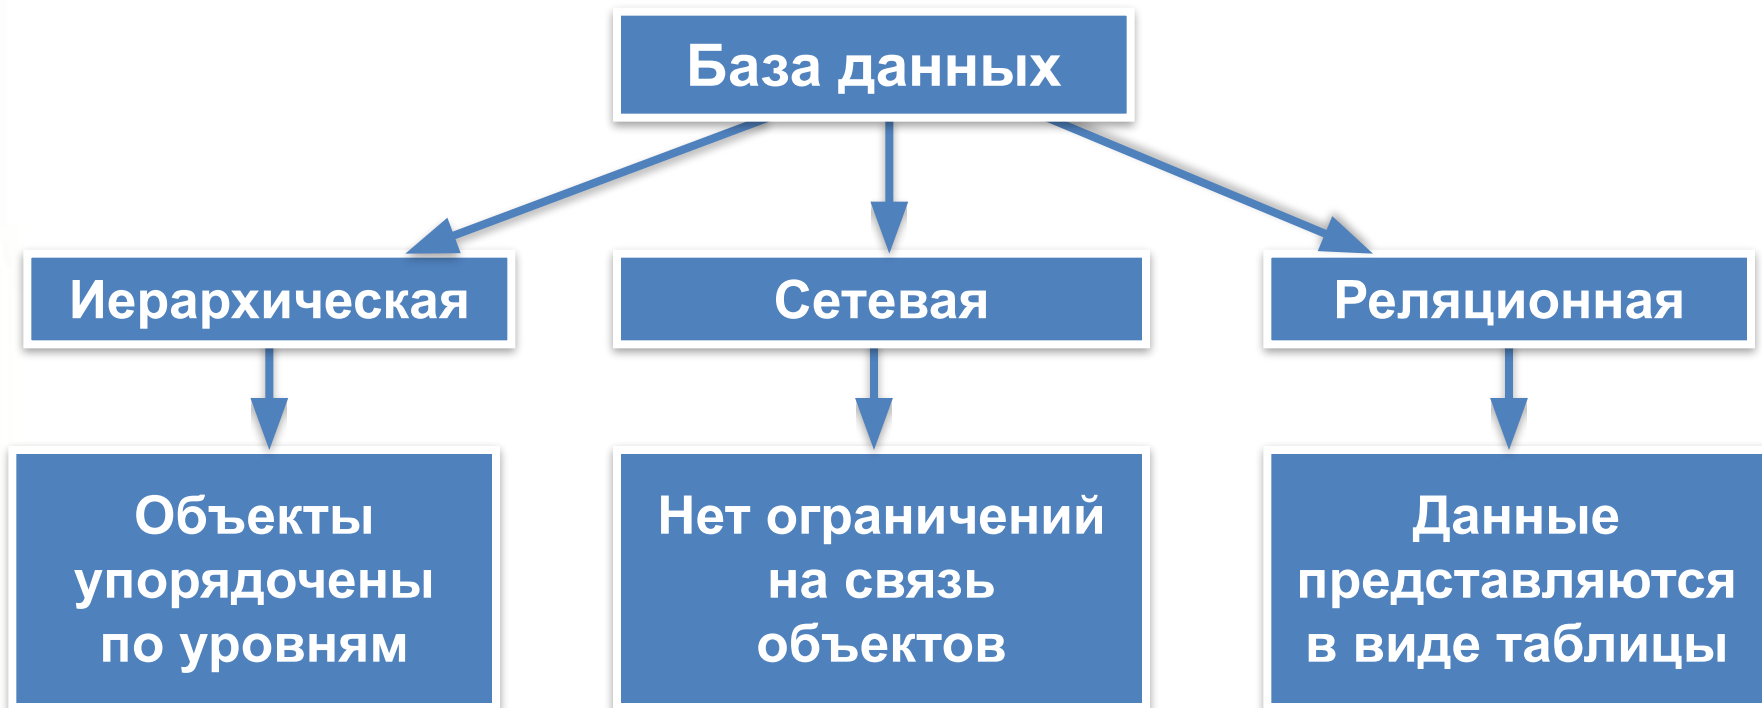 База данных
Иерархическая
Сетевая
Реляционная
Объекты
упорядочены
по уровням
Нет ограничений
на связь
объектов
Данные
представляются
в виде таблицы